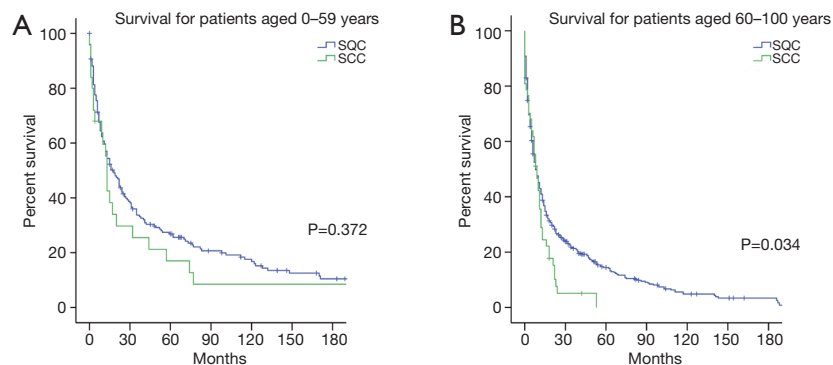 A
Survival for patients aged 0–59 years
SQC
SCC
Percent survival
100
80
60
40
20
0
P=0.372
0 30 60 90 120 150 180
Months
B
Survival for patients aged 60–100 years
SQC
SCC
Percent survival
100
80
60
40
20
0
P=0.034
0 30 60 90 120 150 180
Months